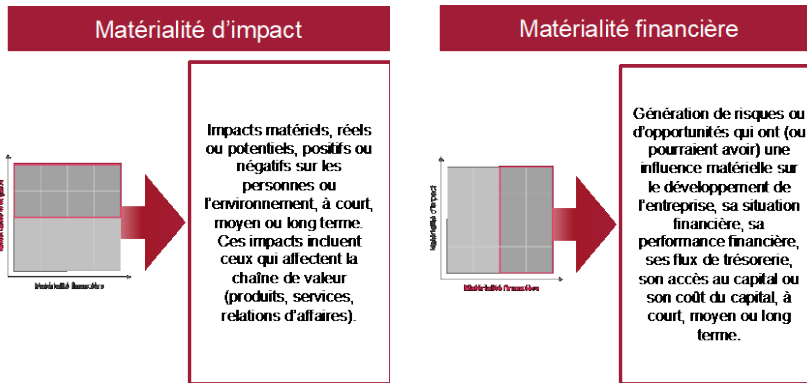 Matérialité d'impact
Impacts matériels, réels
ou potentiels, positifs ou
négatifs sur les
personnes ou
l'environnement, à court,
moyen ou long terme.
Ces impacts incluent
ceux qui affectent la
chaîne de valeur
(produits, services,
relations d'affaires).
Matérialité financière
Matérialité financière
Génération de risques ou
d'opportunités qui ont (ou
pourraient avoir) une
influence matérielle sur
le développement de
l'entreprise, sa situation
financière, sa
performance financière,
ses flux de trésorerie,
son accès au capital ou
son coût du capital, à
court, moyen ou long
terme.
Matérialité d'impact
Matérialité financière